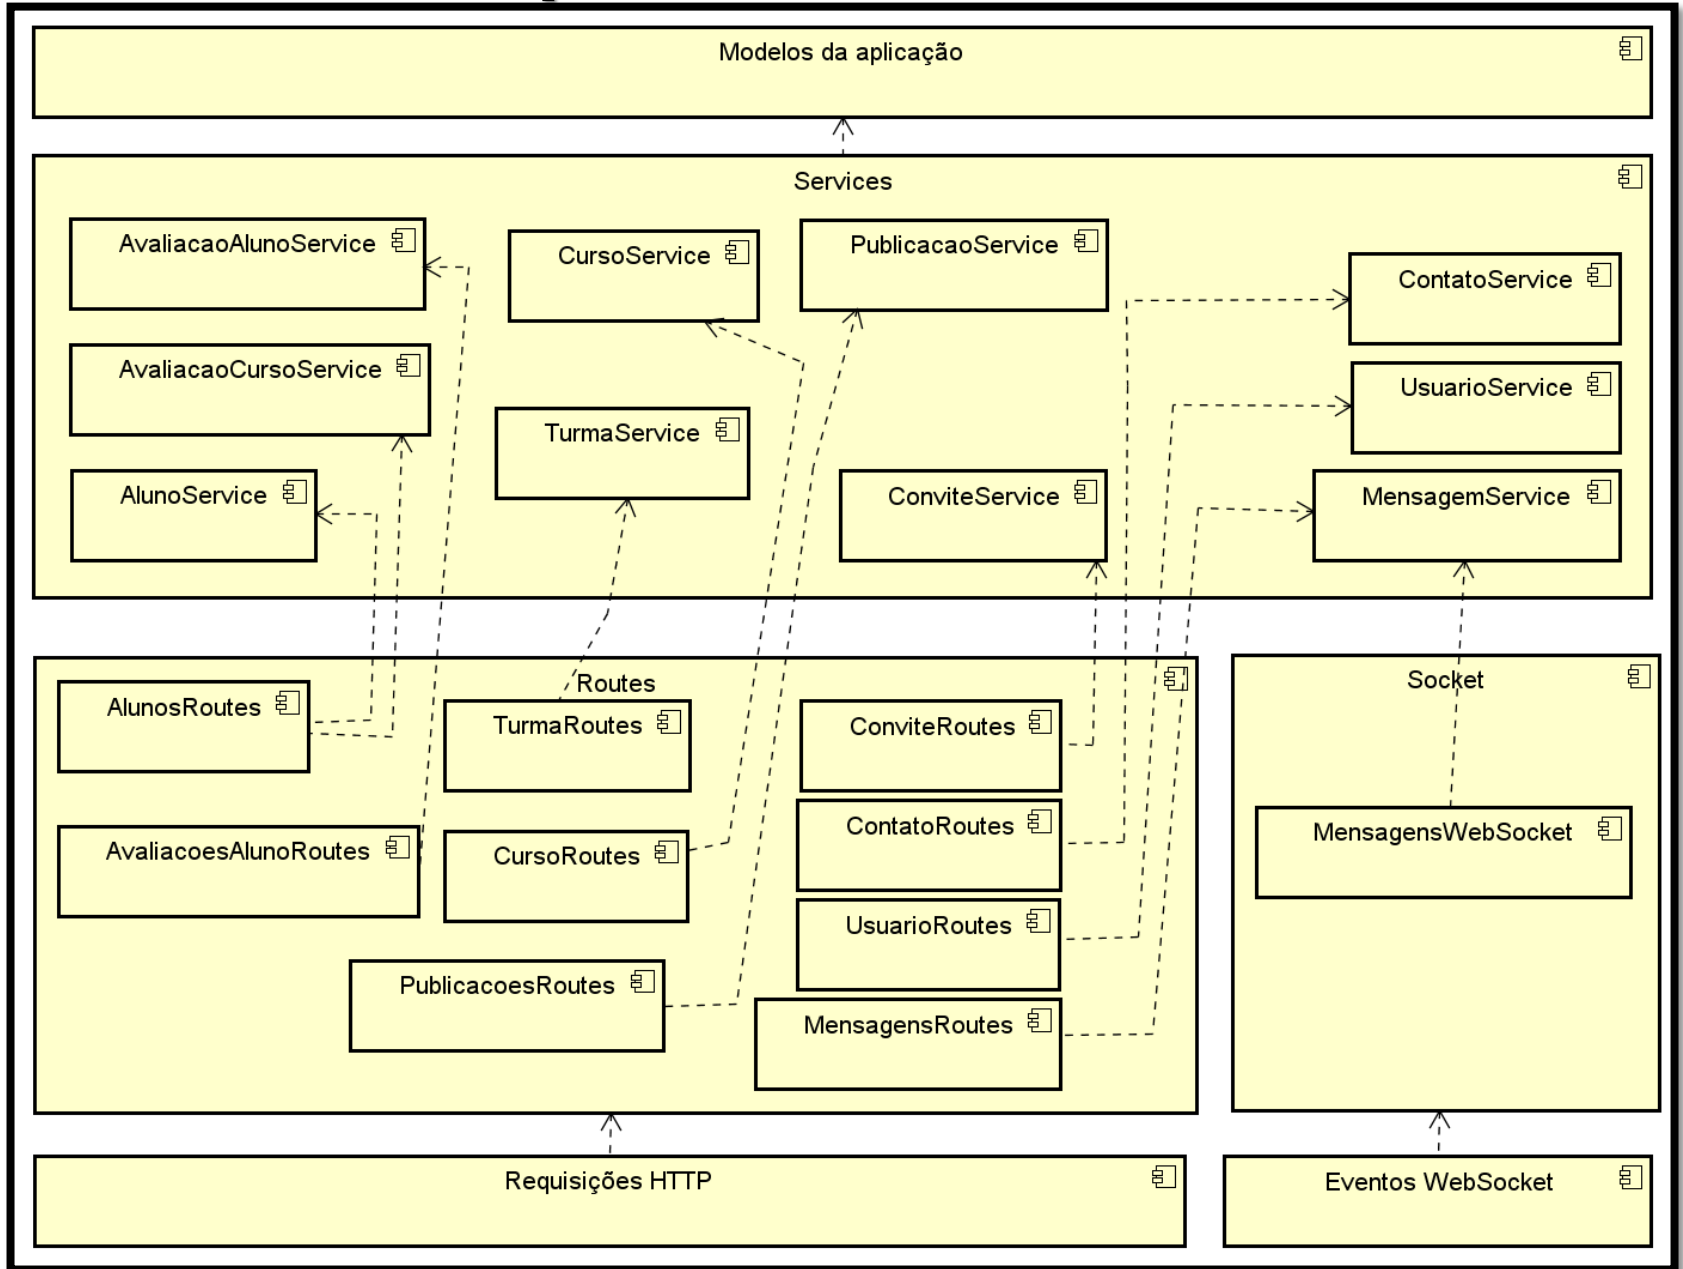 Modelos da aplicação
Services
AvaliacaoAlunoService
CursoService
PublicacaoService
ContatoService
AvaliacaoCursoService
UsuarioService
TurmaService
AlunoService
ConviteService
MensagemService
Routes
Socket
AlunosRoutes
TurmaRoutes
ConviteRoutes
ContatoRoutes
MensagensWebSocket
AvaliacoesAlunoRoutes
CursoRoutes
UsuarioRoutes
PublicacoesRoutes
MensagensRoutes
Requisições HTTP
Eventos WebSocket